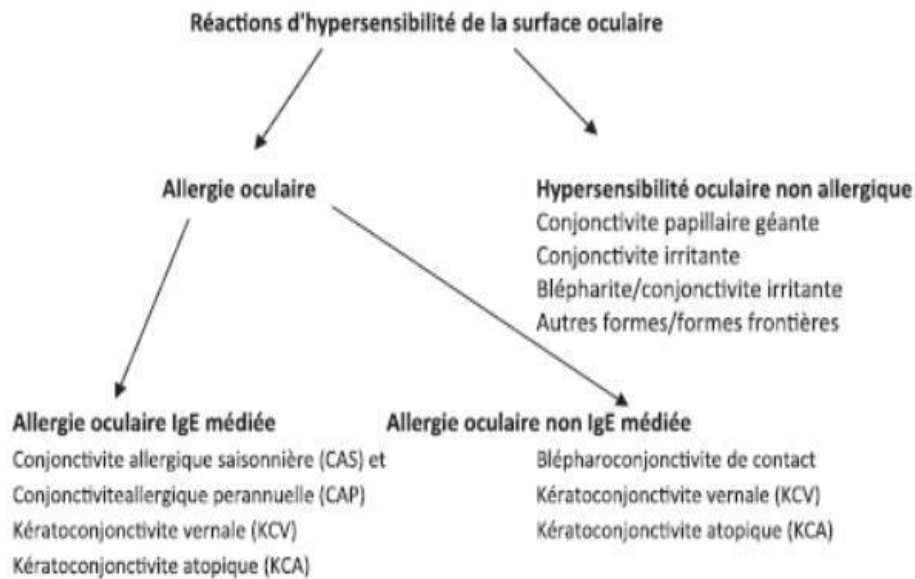 Réactions d'hypersensibilité de la surface oculaire
Allergie oculaire
Hypersensibilité oculaire non allergique
Conjonctivite papillaire géante
Conjonctivite irritante
Blépharite/conjonctivite irritante
Autres formes/formes frontières
Allergie oculaire IgE médiée
Conjonctivite allergique saisonnière (CAS) et
Conjonctiviteallergique perannuelle (CAP)
Kératoconjonctivite vernale (KCV)
Kératoconjonctivite atopique (KCA)
Allergie oculaire non IgE médiée
Blépharoconjonctivite de contact
Kératoconjonctivite vernale (KCV)
Kératoconjonctivite atopique (KCA)